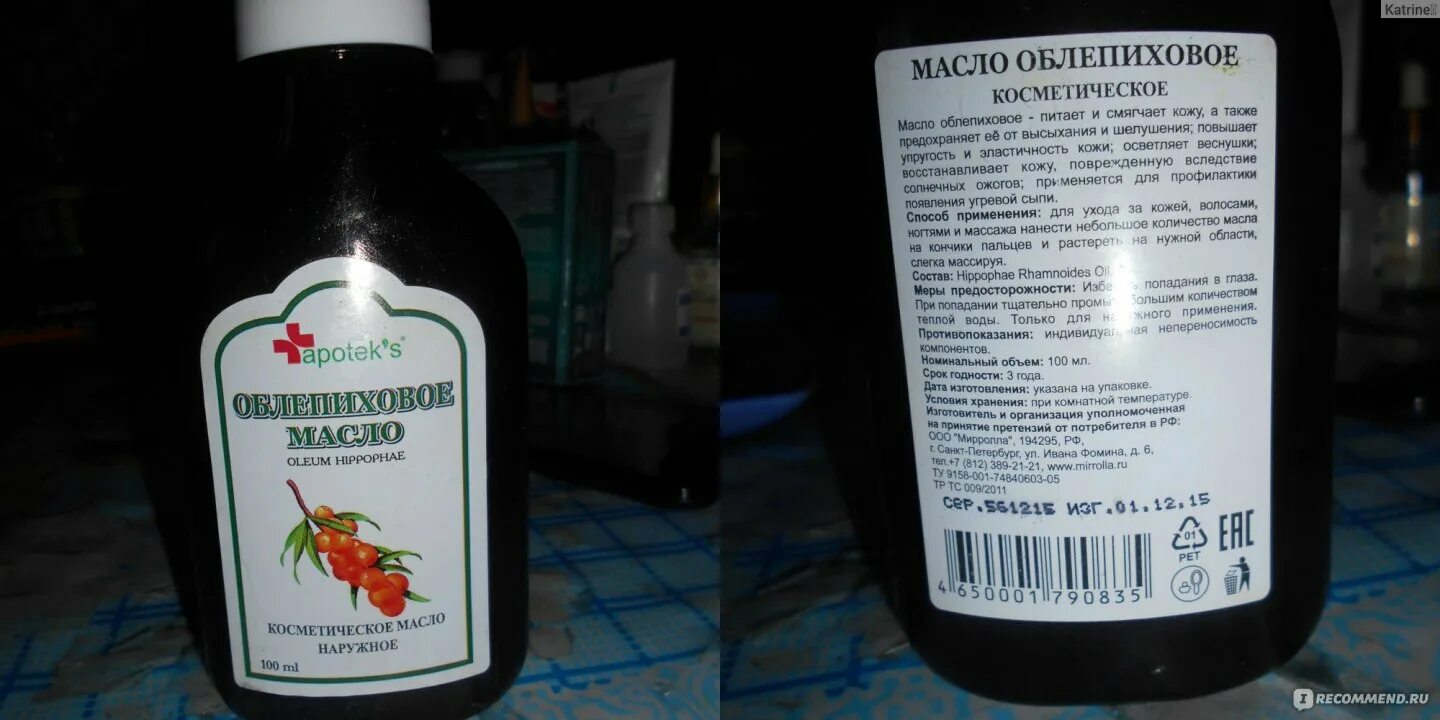 apotek's
ОБЛЕПИХОВОЕ
МАСЛО
OLEUM HIPPOPHAE
КОСМЕТИЧЕСКОЕ МАСЛО
НАРУЖНОЕ
100 ml
Katrine
МАСЛО ОБЛЕПИХОВОЕ
КОСМЕТИЧЕСКОЕ
Масло облепиховое - питает и смягчает кожу, а также
предохраняет её от высыхания и шелушения; повышает
упругость и эластичность кожи; осветляет веснушки;
восстанавливает кожу, поврежденную вследствие
солнечных ожогов; применяется для профилактики
появления угревой сыпи.
Способ применения: для ухода за кожей, волосами,
ногтями и массажа нанести небольшое количество масла
на кончики пальцев и растереть на нужной области,
слегка массируя.
Состав: Hippophae Rhamnoides Oil
Меры предосторожности: попадания в глаза.
При попадании тщательно большим количеством
теплой воды. Только для наружного применения.
Противопоказания: индивидуальная непереносимость
компонентов.
Номинальный объем: 100 мл.
Срок годности: 3 года.
Дата изготовления: указана на упаковке.
Условия хранения: при комнатной температуре.
Изготовитель и организация уполномоченная
на принятие претензий от потребителя в РФ:
ООО "Мирролла", 194295, РФ,
г. Санкт-Петербург, ул. Ивана Фомина, д. 6,
тел.+7 (812) 389-21-21, www.mirrolla.ru
ТУ 9158-001-74840603-05
ТР ТС 009/2011
СЕР.561215 ИЗГ.01.12.15
4 650001 790835
01
PET
EAC
IRECOMMEND.RU